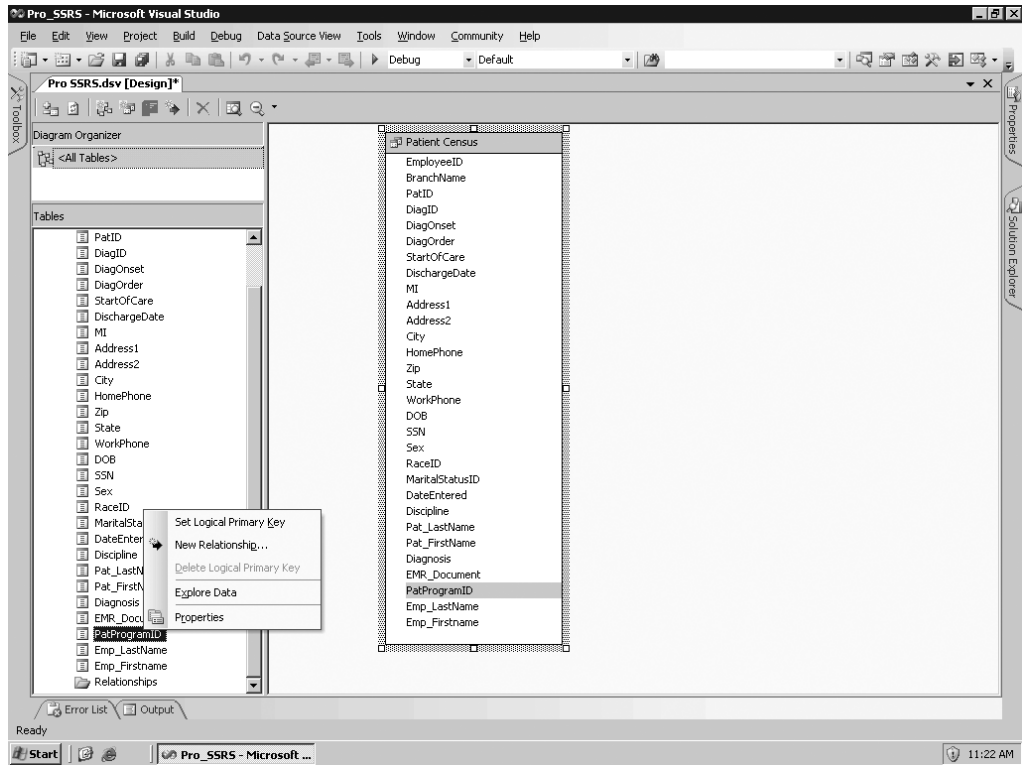 Pro_SSRS - Microsoft Visual Studio
File Edit View Project Build Debug Data Source View Tools Window Community Help
Debug Default
Toolbox
Pro SSRS.dsv [Design]*
Properties
Solution Explorer
Diagram Organizer
<All Tables>
Tables
PatID
DiagID
DiagOnset
DiagOrder
StartOfCare
DischargeDate
MI
Address1
Address2
City
HomePhone
Zip
State
WorkPhone
DOB
SSN
Sex
RaceID
MaritalSta
DateEnter
Discipline
Pat_LastN
Pat_FirstN
Diagnosis
EMR_Docu
PatProgramID
Emp_LastName
Emp_Firstname
Relationships
Set Logical Primary Key
New Relationship...
Delete Logical Primary Key
Explore Data
Properties
Patient Census
EmployeeID
BranchName
PatID
DiagID
DiagOnset
DiagOrder
StartOfCare
DischargeDate
MI
Address1
Address2
City
HomePhone
Zip
State
WorkPhone
DOB
SSN
Sex
RaceID
MaritalStatusID
DateEntered
Discipline
Pat_LastName
Pat_FirstName
Diagnosis
EMR_Document
PatProgramID
Emp_LastName
Emp_Firstname
Error List Output
Ready
Start Pro_SSRS - Microsoft ... 11:22 AM